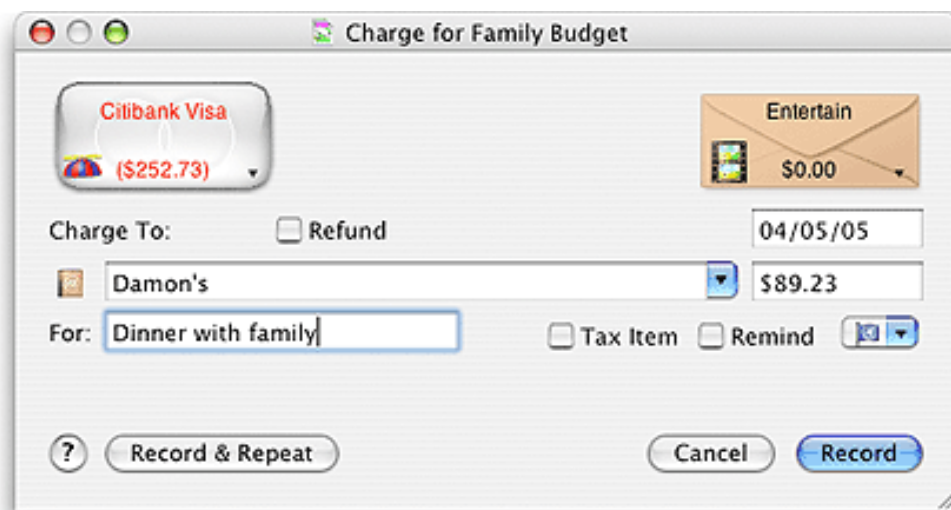 Charge for Family Budget
Citibank Visa
($252.73)
Entertain
$0.00
Charge To: Refund 04/05/05
Damon's $89.23
For: Dinner with family Tax Item Remind
? Record & Repeat Cancel Record